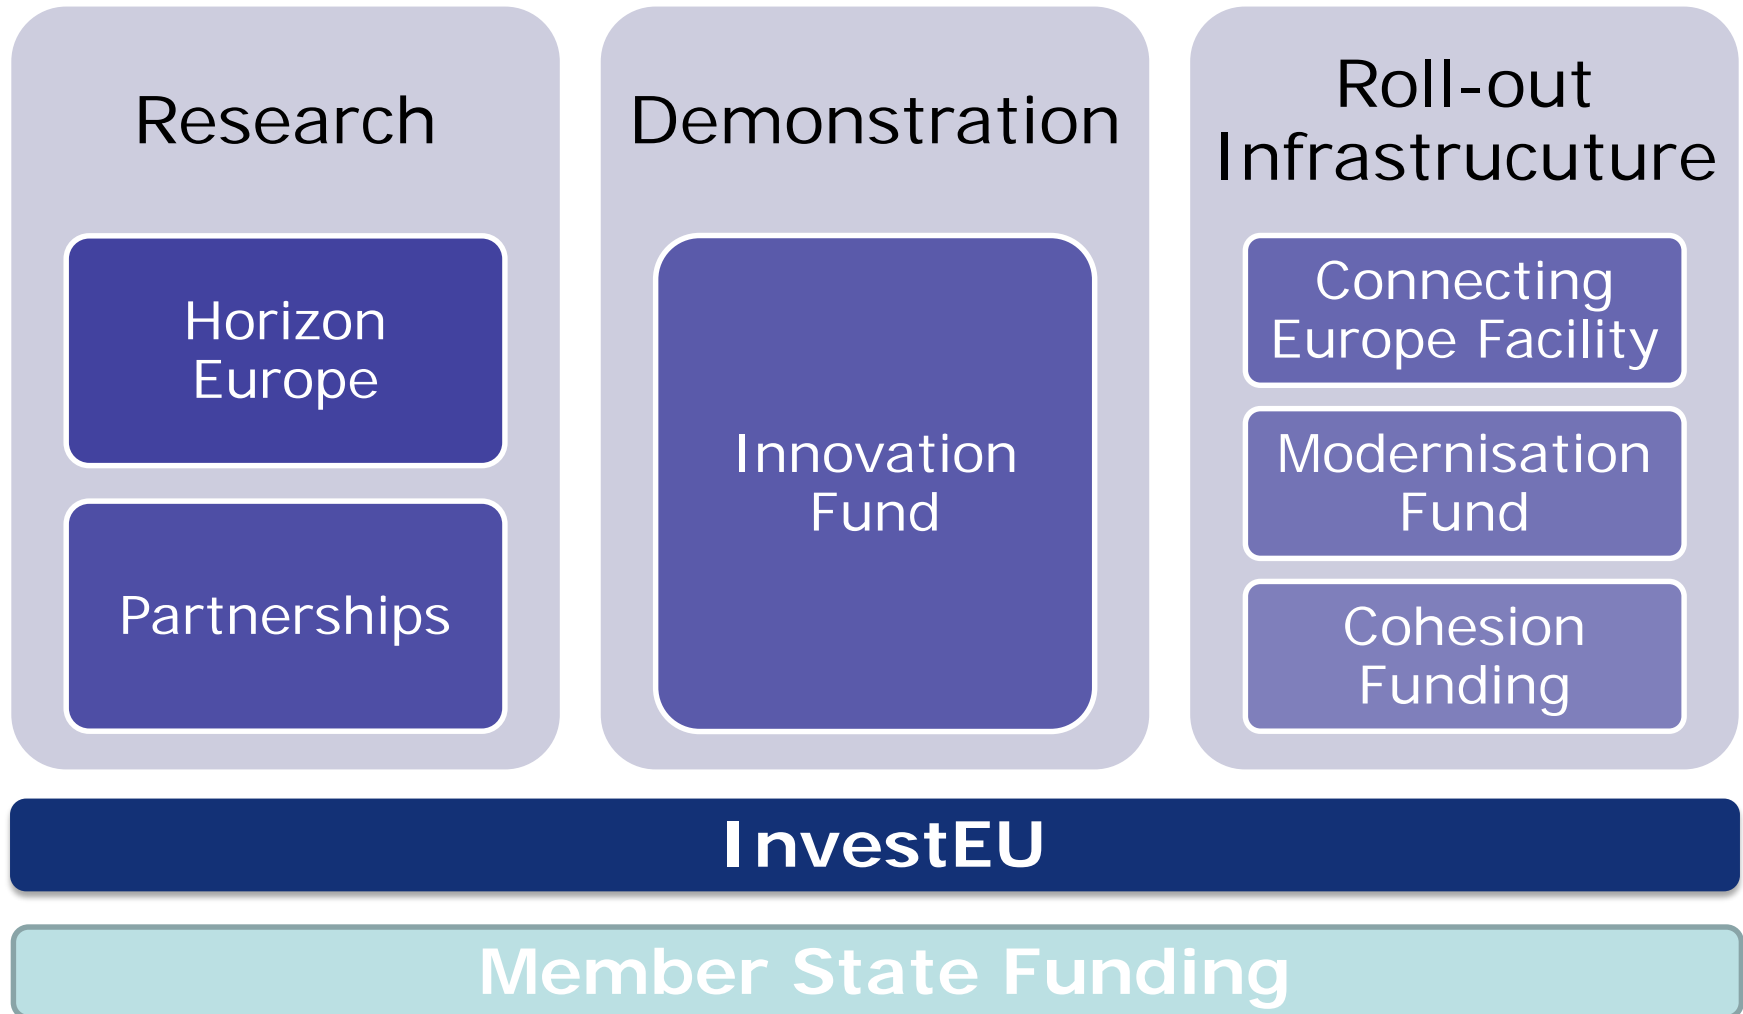 Research
Horizon
Europe
Partnerships
Demonstration
Innovation
Fund
Roll-out
Infrastrucuture
Connecting
Europe Facility
Modernisation
Fund
Cohesion
Funding
InvestEU
Member State Funding